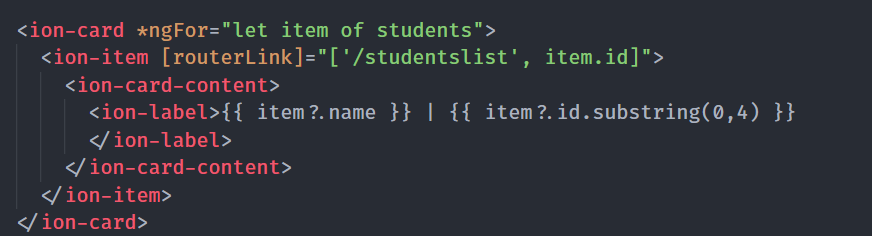 <ion-card *ngFor="let item of students">
<ion-item [routerLink]="['/studentslist', item.id]">
<ion-card-content>
<ion-label>{{ item?.name }} | {{ item?.id.substring(0,4) }}
</ion-label>
</ion-card-content>
</ion-item>
</ion-card>